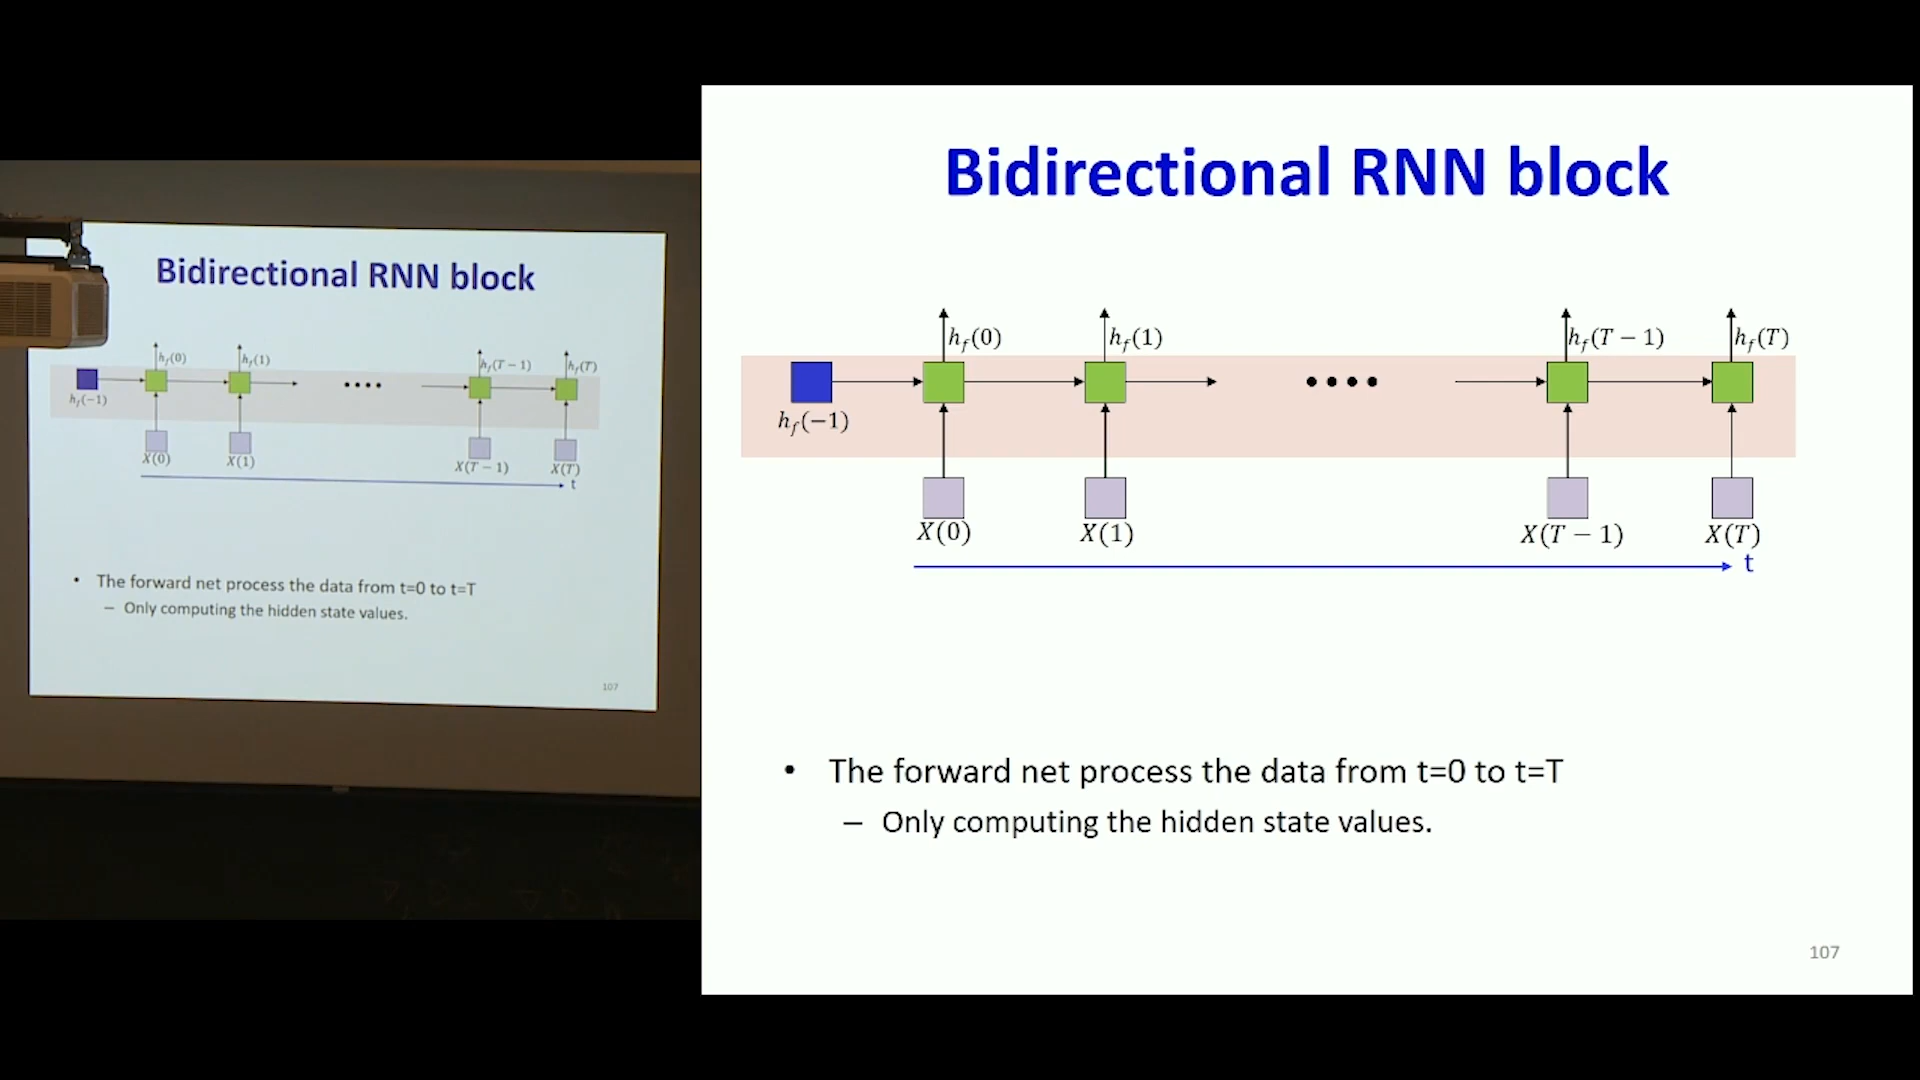 Bidirectional RNN block
h_f(0) h_f(1) h_f(T − 1) h_f(T)
h_f(−1)
X(0) X(1) X(T − 1) X(T)
t
• The forward net process the data from t=0 to t=T
– Only computing the hidden state values.
107
Bidirectional RNN block
h_f(0) h_f(1) h_f(T − 1) h_f(T)
h_f(−1)
X(0) X(1) X(T − 1) X(T)
t
• The forward net process the data from t=0 to t=T
– Only computing the hidden state values.
107